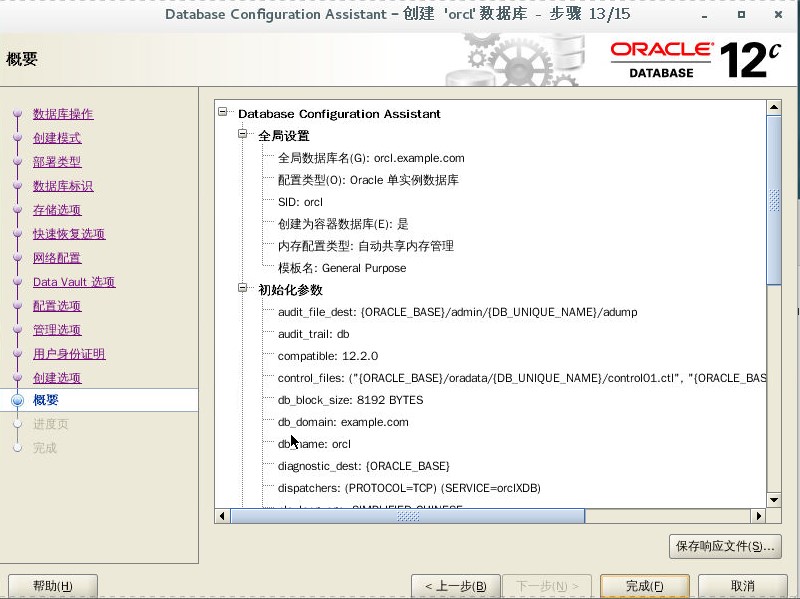 Database Configuration Assistant – 创建 'orcl' 数据库 - 步骤 13/15
概要
ORACLE®
DATABASE
12c
数据库操作
创建模式
部署类型
数据库标识
存储选项
快速恢复选项
网络配置
Data Vault 选项
配置选项
管理选项
用户身份证明
创建选项
概要
进度页
完成
Database Configuration Assistant
全局设置
全局数据库名(G): orcl.example.com
配置类型(O): Oracle 单实例数据库
SID: orcl
创建为容器数据库(E): 是
内存配置类型: 自动共享内存管理
模板名: General Purpose
初始化参数
audit_file_dest: {ORACLE_BASE}/admin/{DB_UNIQUE_NAME}/adump
audit_trail: db
compatible: 12.2.0
control_files: ("{ORACLE_BASE}/oradata/{DB_UNIQUE_NAME}/control01.ctl", "{ORACLE_BAS
db_block_size: 8192 BYTES
db_domain: example.com
db_name: orcl
diagnostic_dest: {ORACLE_BASE}
dispatchers: (PROTOCOL=TCP) (SERVICE=orclXDB)
保存响应文件(S)...
帮助(H)
< 上一步(B)
下一步(N) >
完成(F)
取消